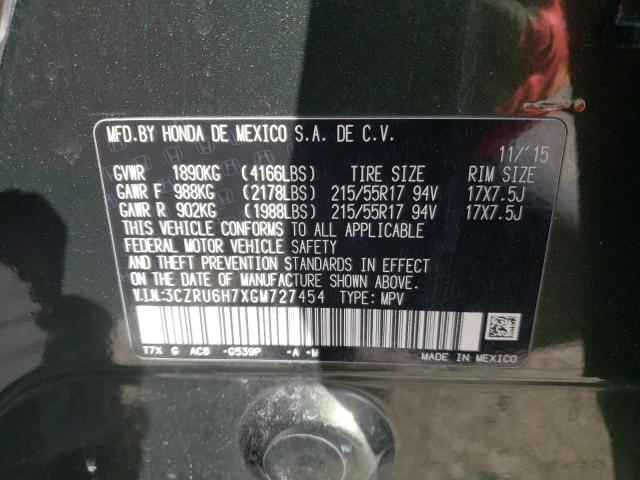 MFD.BY HONDA DE MEXICO S.A. DE C.V.
11/'15
GVWR 1890KG (4166LBS) TIRE SIZE RIM SIZE
GAWR F 988KG (2178LBS) 215/55R17 94V 17X7.5J
GAWR R 902KG (1988LBS) 215/55R17 94V 17X7.5J
THIS VEHICLE CONFORMS TO ALL APPLICABLE
FEDERAL MOTOR VEHICLE SAFETY
AND THEFT PREVENTION STANDARDS IN EFFECT
ON THE DATE OF MANUFACTURE SHOWN ABOVE.
V.I.N.:3CZRU6H7XGM727454 TYPE: MPV
T7X G AC6 -G539P -A -M
MADE IN MEXICO